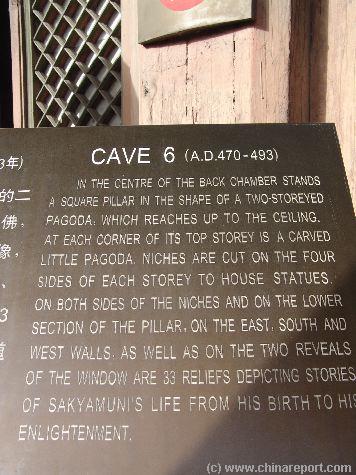 3年)
的二
佛,
像,
、
3
道
CAVE 6 (A.D.470-493)
IN THE CENTRE OF THE BACK CHAMBER STANDS
A SQUARE PILLAR IN THE SHAPE OF A TWO-STOREYED
PAGODA, WHICH REACHES UP TO THE CEILING.
AT EACH CORNER OF ITS TOP STOREY IS A CARVED
LITTLE PAGODA. NICHES ARE CUT ON THE FOUR
SIDES OF EACH STOREY TO HOUSE STATUES.
ON BOTH SIDES OF THE NICHES AND ON THE LOWER
SECTION OF THE PILLAR, ON THE EAST, SOUTH AND
WEST WALLS, AS WELL AS ON THE TWO REVEALS
OF THE WINDOW ARE 33 RELIEFS DEPICTING STORIES
OF SAKYAMUNI'S LIFE FROM HIS BIRTH TO HIS
ENLIGHTENMENT.
(c) www.chinareport.com